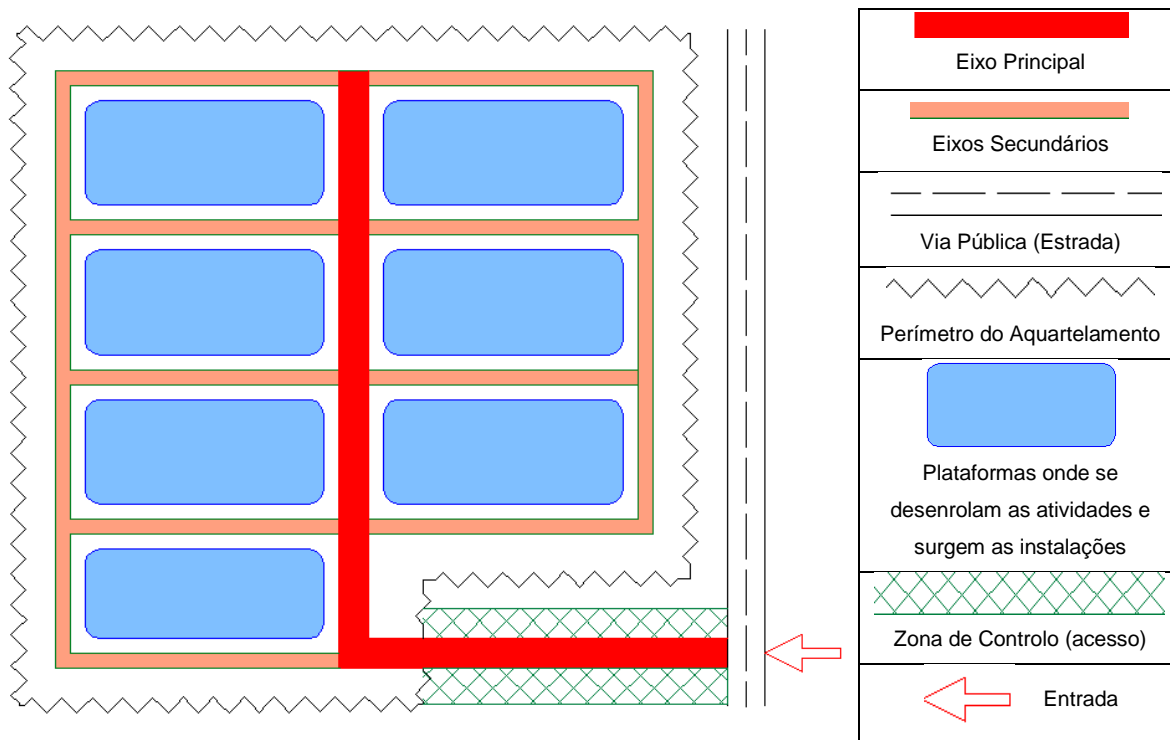 Eixo Principal
Eixos Secundários
Via Pública (Estrada)
Perímetro do Aquartelamento
Plataformas onde se
desenrolam as atividades e
surgem as instalações
Zona de Controlo (acesso)
Entrada